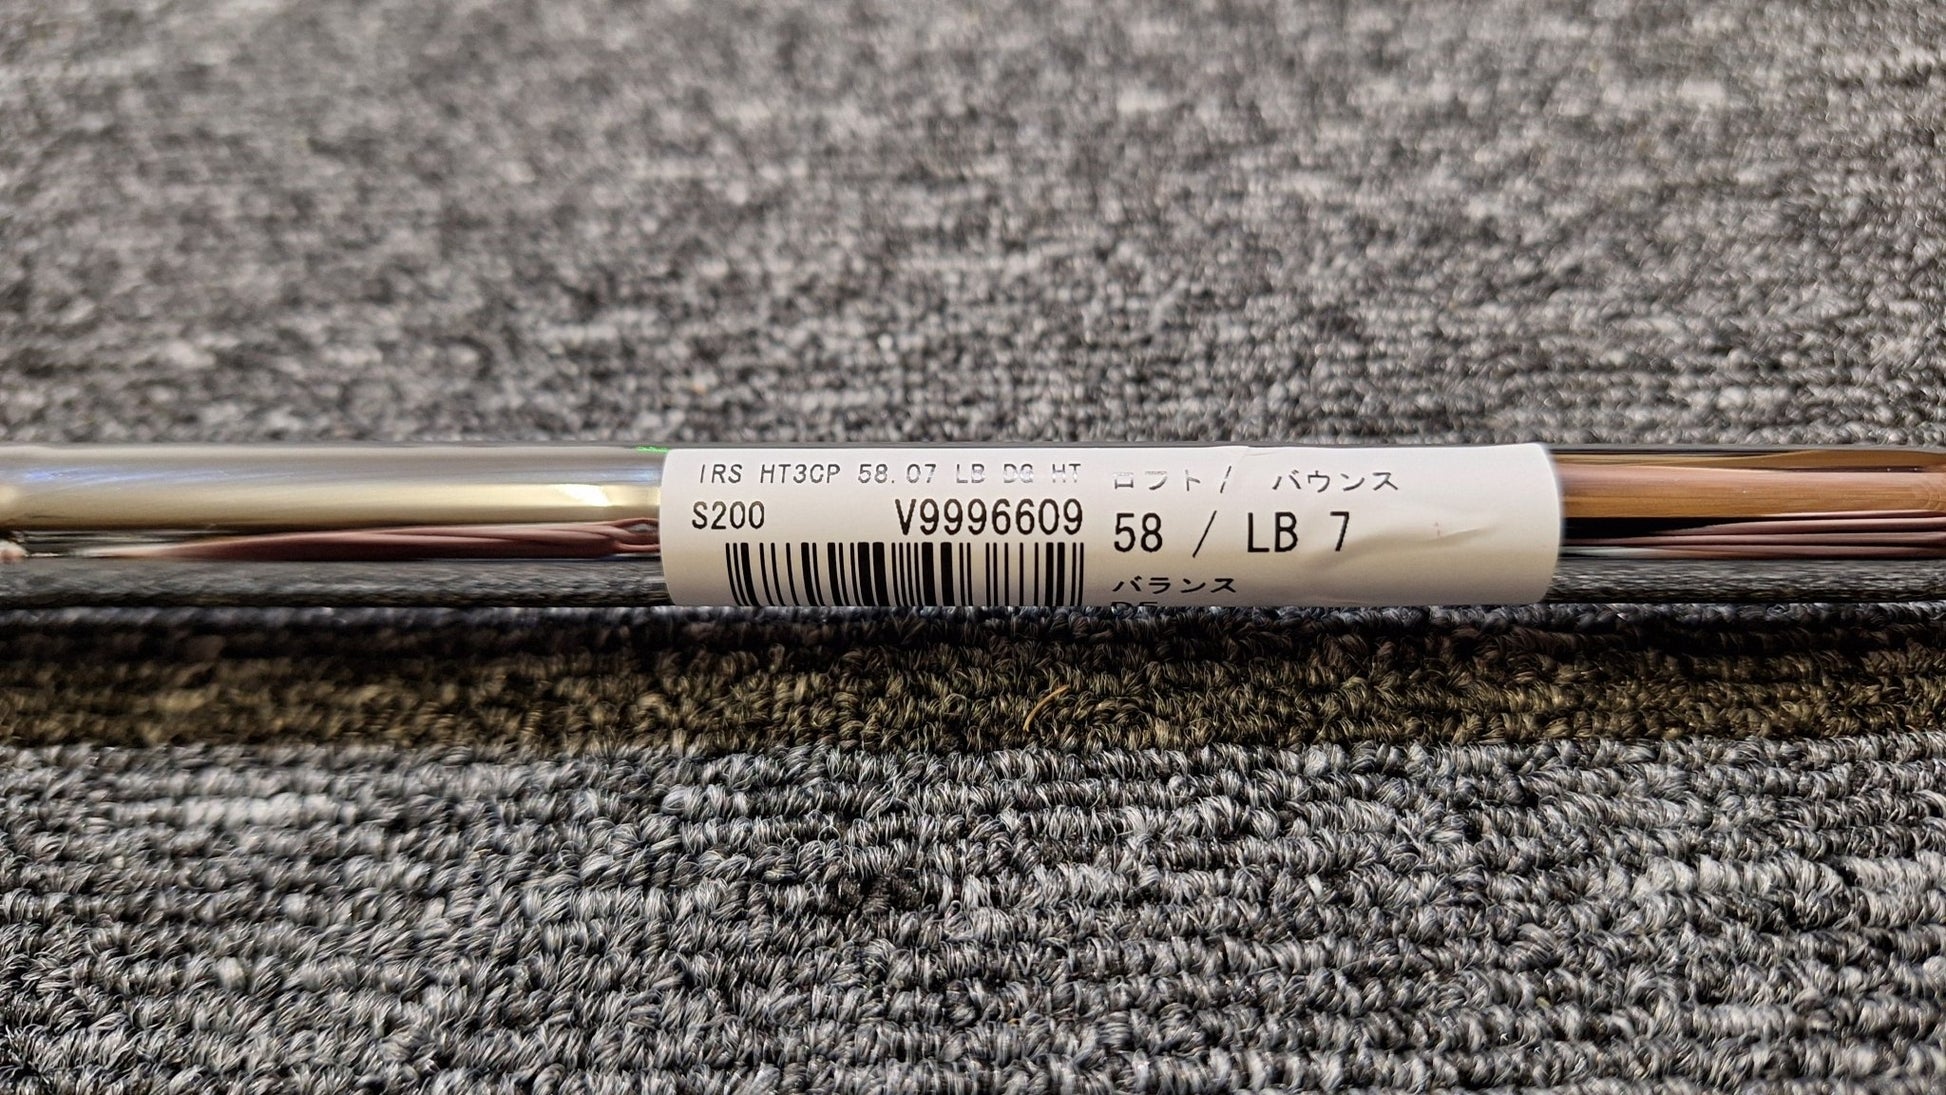 IRS HT3CP 58.07 LB DG HT
S200 V9996609
ロフト/ バウンス
58 / LB 7
バランス